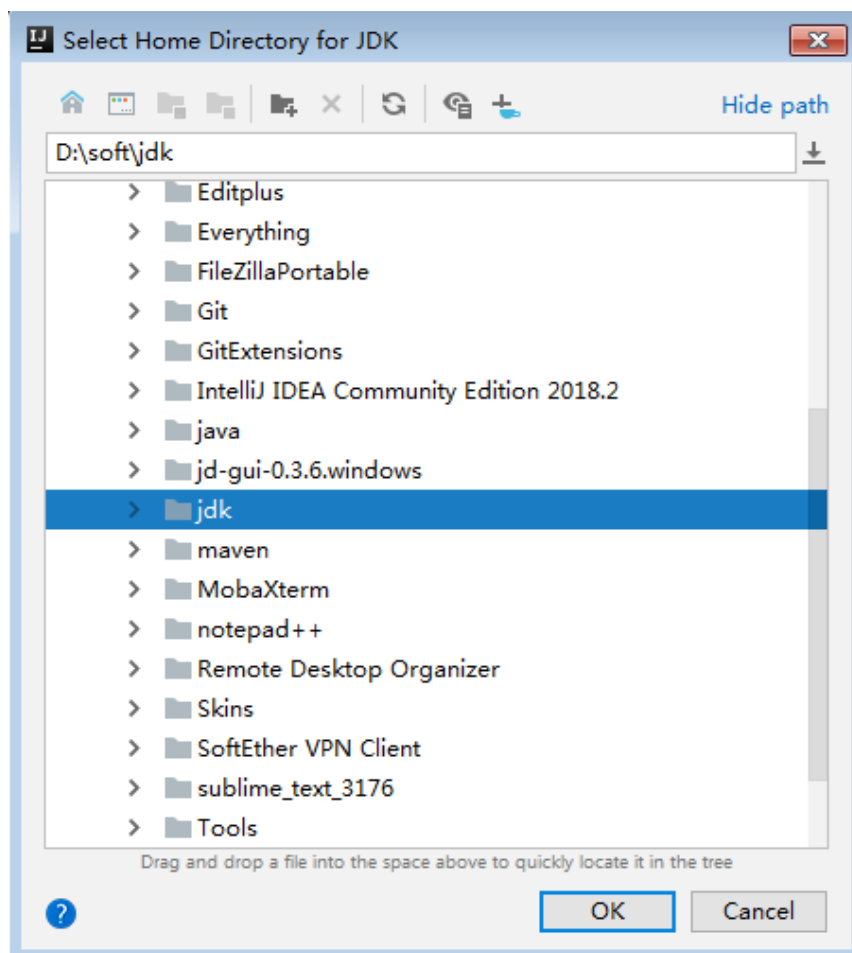 IJ Select Home Directory for JDK
Hide path
D:\soft\jdk
Editplus
Everything
FileZillaPortable
Git
GitExtensions
IntelliJ IDEA Community Edition 2018.2
java
jd-gui-0.3.6.windows
jdk
maven
MobaXterm
notepad++
Remote Desktop Organizer
Skins
SoftEther VPN Client
sublime_text_3176
Tools
Drag and drop a file into the space above to quickly locate it in the tree
? OK Cancel